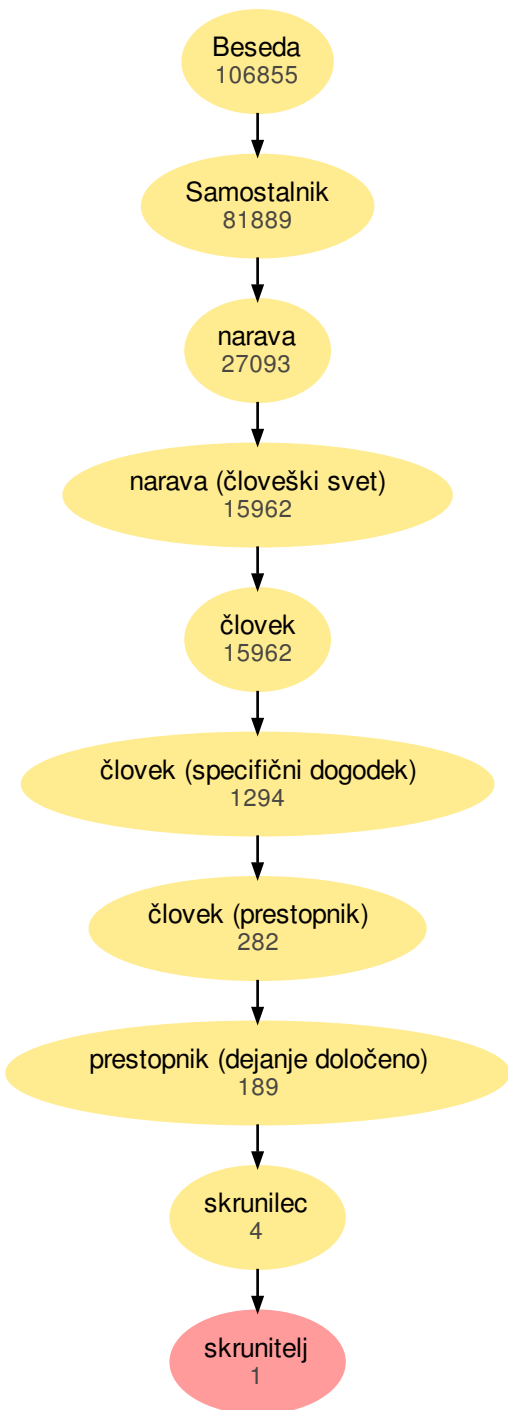 Beseda
106855
Samostalnik
81889
narava
27093
narava (človeški svet)
15962
človek
15962
človek (specifični dogodek)
1294
človek (prestopnik)
282
prestopnik (dejanje določeno)
189
skrunilec
4
skrunitelj
1